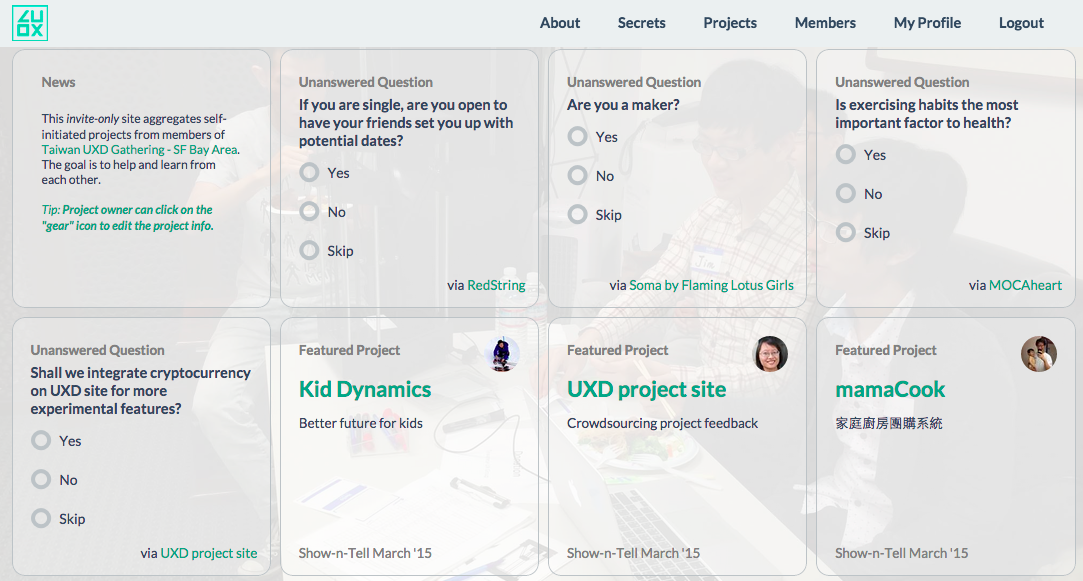 About
Secrets
Projects
Members
My Profile
Logout
News
This invite-only site aggregates self-
initiated projects from members of
Taiwan UXD Gathering - SF Bay Area.
The goal is to help and learn from
each other.
Tip: Project owner can click on the
"gear" icon to edit the project info.
Unanswered Question
If you are single, are you open to
have your friends set you up with
potential dates?
Yes
No
Skip
via RedString
Unanswered Question
Are you a maker?
Yes
No
Skip
via Soma by Flaming Lotus Girls
Unanswered Question
Is exercising habits the most
important factor to health?
Yes
No
Skip
via MOCAheart
Unanswered Question
Shall we integrate cryptocurrency
on UXD site for more
experimental features?
Yes
No
Skip
via UXD project site
Featured Project
Kid Dynamics
Better future for kids
Show-n-Tell March '15
Featured Project
UXD project site
Crowdsourcing project feedback
Show-n-Tell March '15
Featured Project
mamaCook
家庭廚房團購系統
Show-n-Tell March '15